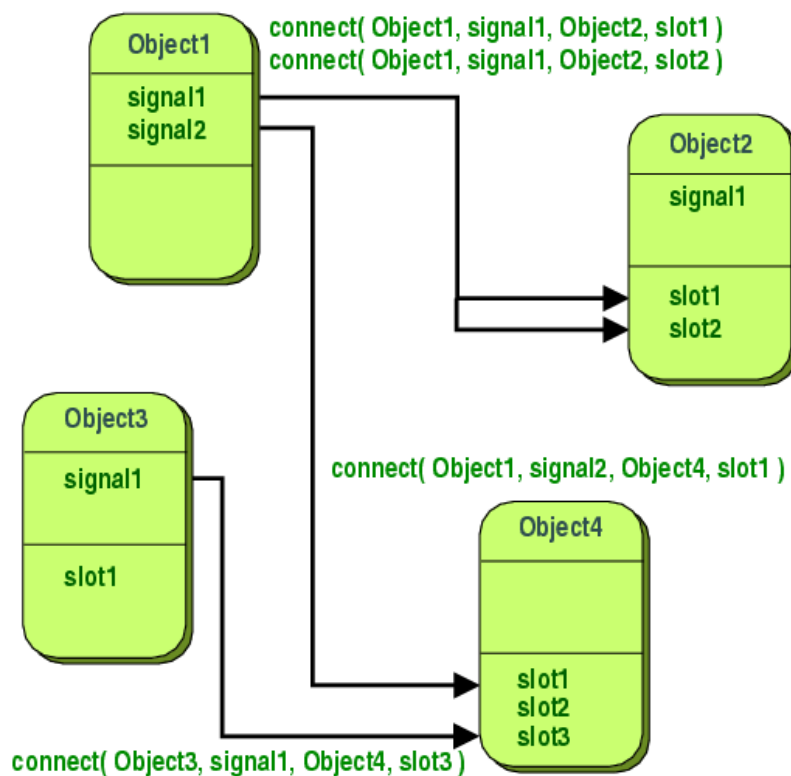 Object1
connect( Object1, signal1, Object2, slot1 )
connect( Object1, signal1, Object2, slot2 )
signal1
signal2
Object2
signal1
slot1
slot2
Object3
signal1
slot1
connect( Object1, signal2, Object4, slot1 )
Object4
slot1
slot2
slot3
connect( Object3, signal1, Object4, slot3 )